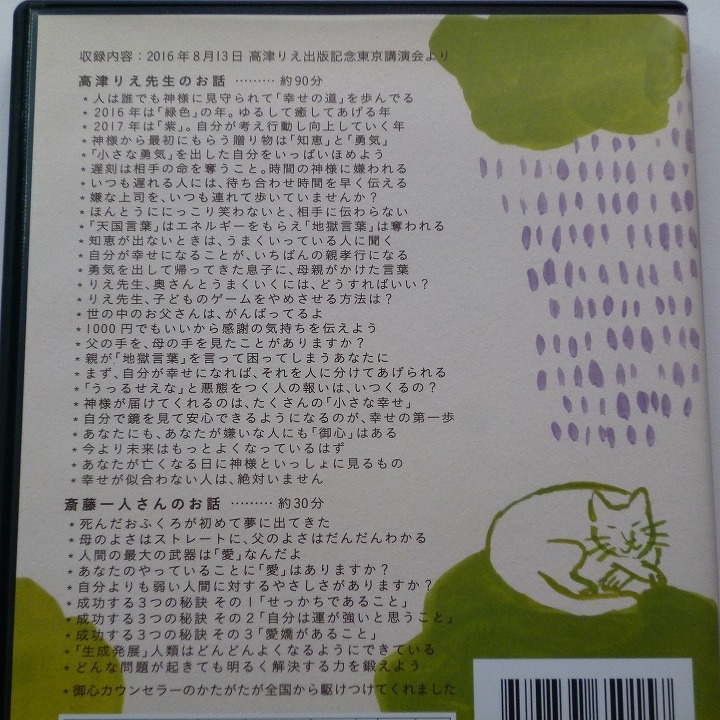 収録内容：2016年8月13日 高津りえ出版記念東京講演会より
高津りえ先生のお話 ……… 約90分
＊人は誰でも神様に見守られて「幸せの道」を歩んでる
＊2016年は「緑色」の年。ゆるして癒してあげる年
＊2017年は「紫」。自分が考え行動し向上していく年
＊神様から最初にもらう贈り物は「知恵」と「勇気」
＊「小さな勇気」を出した自分をいっぱいほめよう
＊遅刻は相手の命を奪うこと。時間の神様に嫌われる
＊いつも遅れる人には、待ち合わせ時間を早く伝える
＊嫌な上司を、いつも連れて歩いていませんか？
＊ほんとうににっこり笑わないと、相手に伝わらない
＊「天国言葉」はエネルギーをもらえ「地獄言葉」は奪われる
＊知恵が出ないときは、うまくいっている人に聞く
＊自分が幸せになることが、いちばんの親孝行になる
＊勇気を出して帰ってきた息子に、母親がかけた言葉
＊りえ先生、奥さんとうまくいくには、どうすればいい？
＊りえ先生、子どものゲームをやめさせる方法は？
＊世の中のお父さんは、がんばってるよ
＊1000円でもいいから感謝の気持ちを伝えよう
＊父の手を、母の手を見たことがありますか？
＊親が「地獄言葉」を言って困ってしまうあなたに
＊まず、自分が幸せになれば、それを人に分けてあげられる
＊「うっるせえな」と悪態をつく人の報いは、いつくるの？
＊神様が届けてくれるのは、たくさんの「小さな幸せ」
＊自分で鏡を見て安心できるようになるのが、幸せの第一歩
＊あなたにも、あなたが嫌いな人にも「御心」はある
＊今より未来はもっとよくなっているはず
＊あなたが亡くなる日に神様といっしょに見るもの
＊幸せが似合わない人は、絶対いません
斎藤一人さんのお話 ……… 約30分
＊死んだおふくろが初めて夢に出てきた
＊母のよさはストレートに、父のよさはだんだんわかる
＊人間の最大の武器は「愛」なんだよ
＊あなたのやっていることに「愛」はありますか？
＊自分よりも弱い人間に対するやさしさがありますか？
＊成功する3つの秘訣 その1「せっかちであること」
＊成功する3つの秘訣 その2「自分は運が強いと思うこと」
＊成功する3つの秘訣 その3「愛嬌があること」
＊「生成発展」人類はどんどんよくなるようにできている
＊どんな問題が起きても明るく解決する力を鍛えよう
＊御心カウンセラーのかたがたが全国から駆けつけてくれました